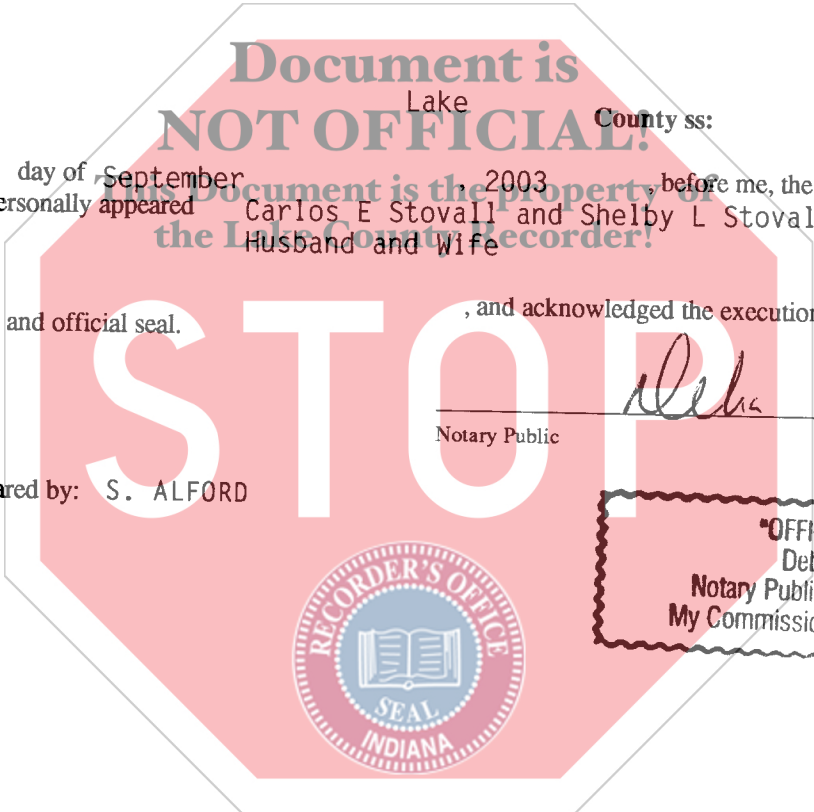 Document is
NOT OFFICIAL!
Lake County ss:
day of September , 2003 , before me, the
This Document is the property of
ersonally appeared Carlos E Stovall and Shelby L Stoval
the Lake County Recorder!
Husband and Wife
and official seal. , and acknowledged the execution
STOP
Notary Public
ared by: S. ALFORD
"OFFI
Deb
Notary Publi
My Commissio
RECORDER'S OFFICE
SEAL
INDIANA